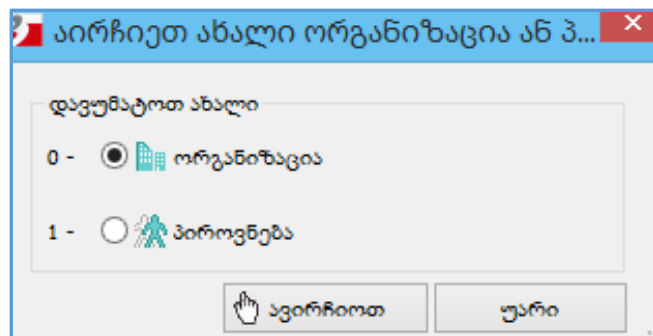 აირჩიეთ ახალი ორგანიზაცია ან პ...
დავუმატოთ ახალი
0 - ორგანიზაცია
1 - პიროვნება
ავირჩიოთ უარი